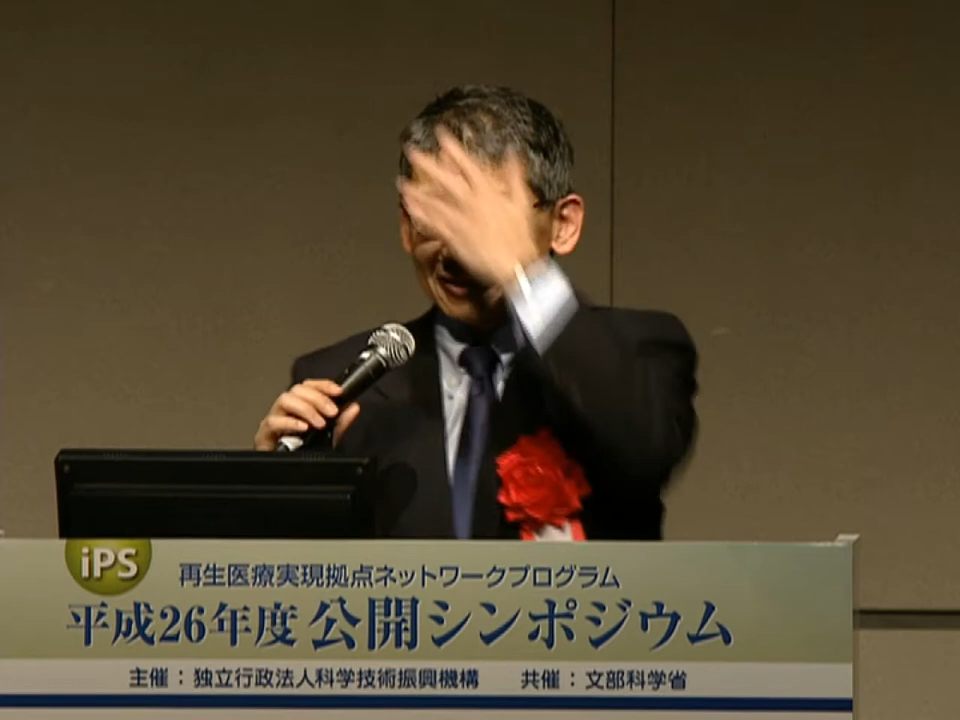 iPS
再生医療実現拠点ネットワークプログラム
平成26年度 公開シンポジウム
主催：独立行政法人科学技術振興機構　共催：文部科学省